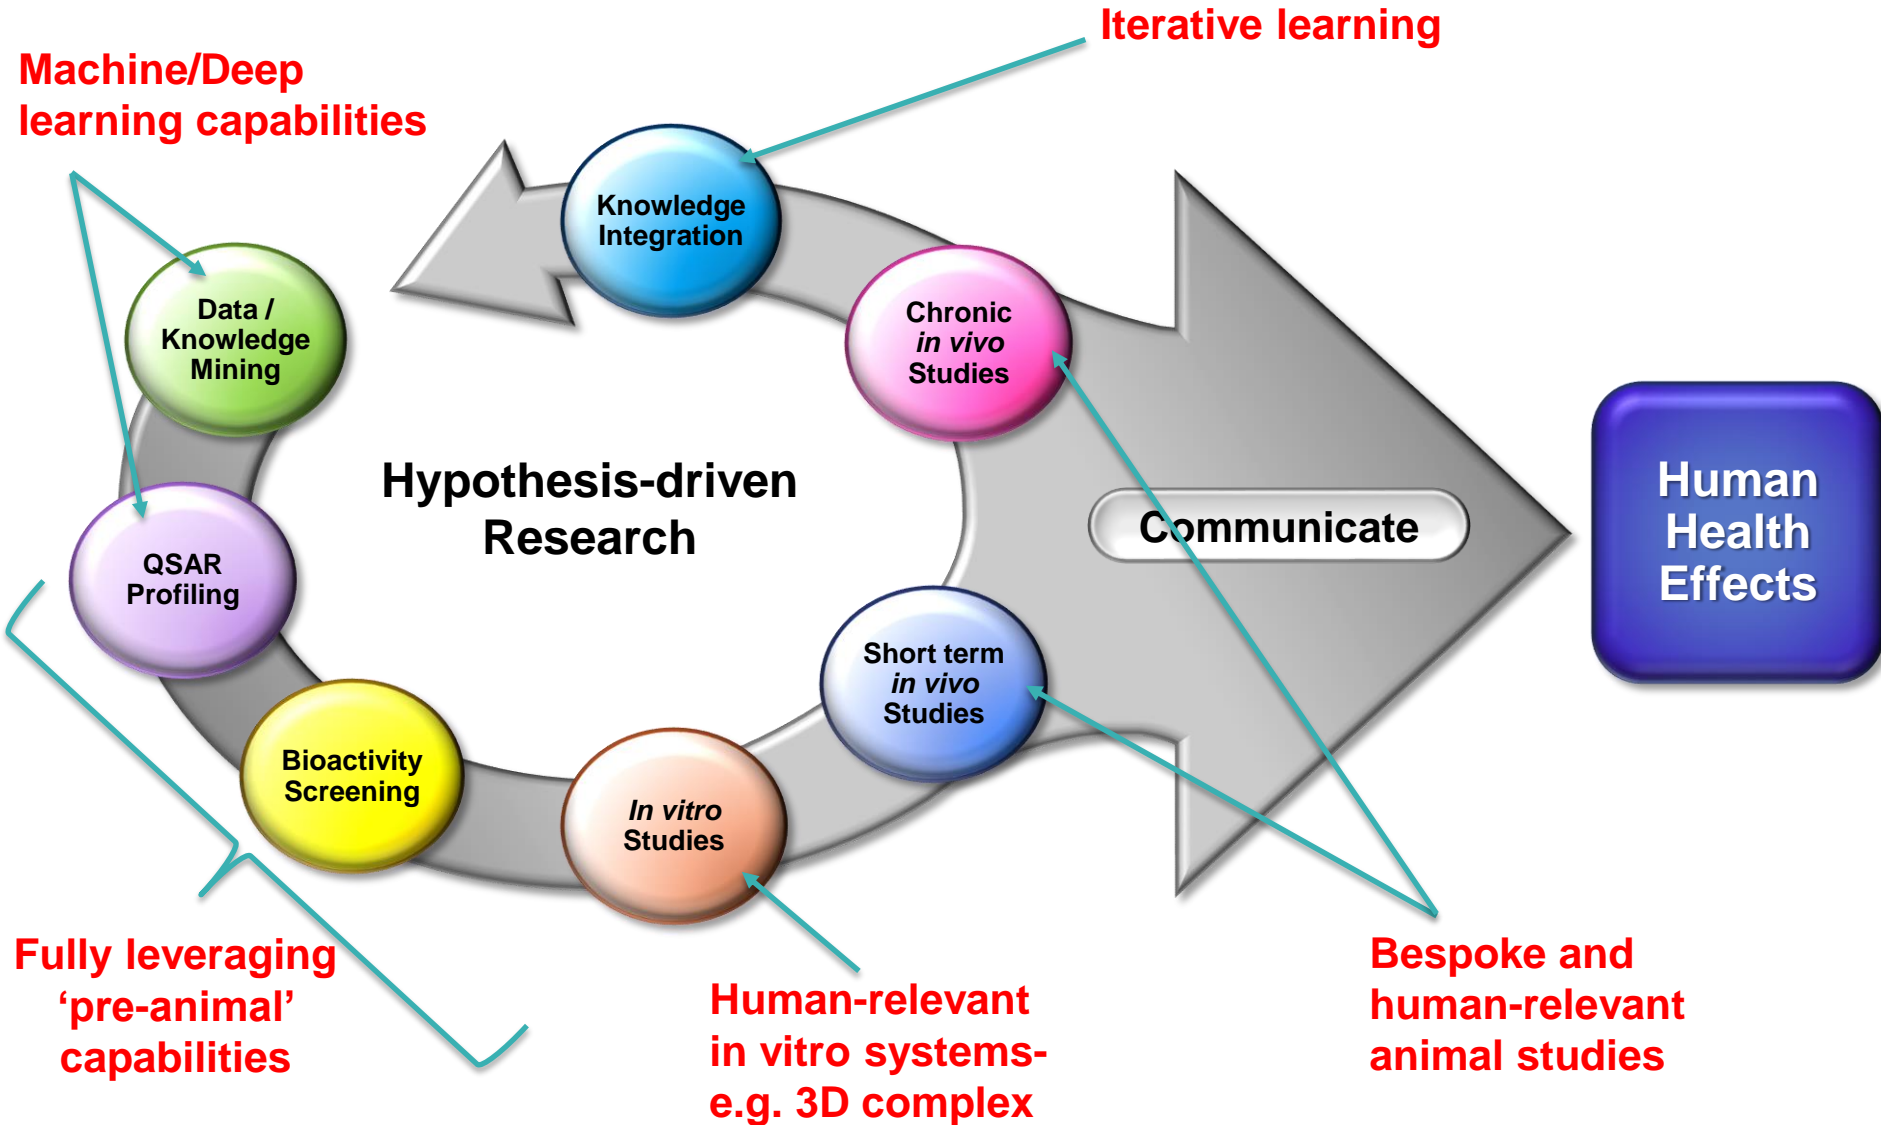 Iterative learning
Machine/Deep
learning capabilities
Knowledge
Integration
Data /
Knowledge
Mining
Chronic
in vivo
Studies
Hypothesis-driven
Research
Communicate
Human
Health
Effects
QSAR
Profiling
Short term
in vivo
Studies
Bioactivity
Screening
In vitro
Studies
Fully leveraging
‘pre-animal’
capabilities
Human-relevant
in vitro systems-
e.g. 3D complex
Bespoke and
human-relevant
animal studies